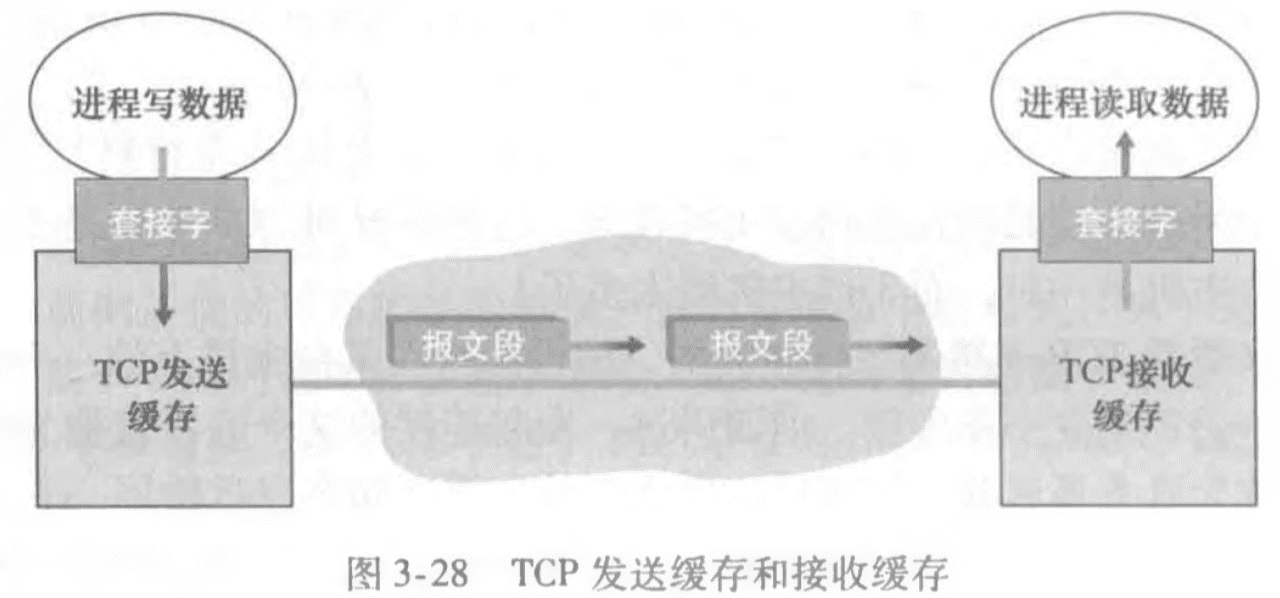 进程写数据
进程读取数据
套接字
套接字
报文段
报文段
TCP发送
缓存
TCP接收
缓存
图 3-28 TCP 发送缓存和接收缓存